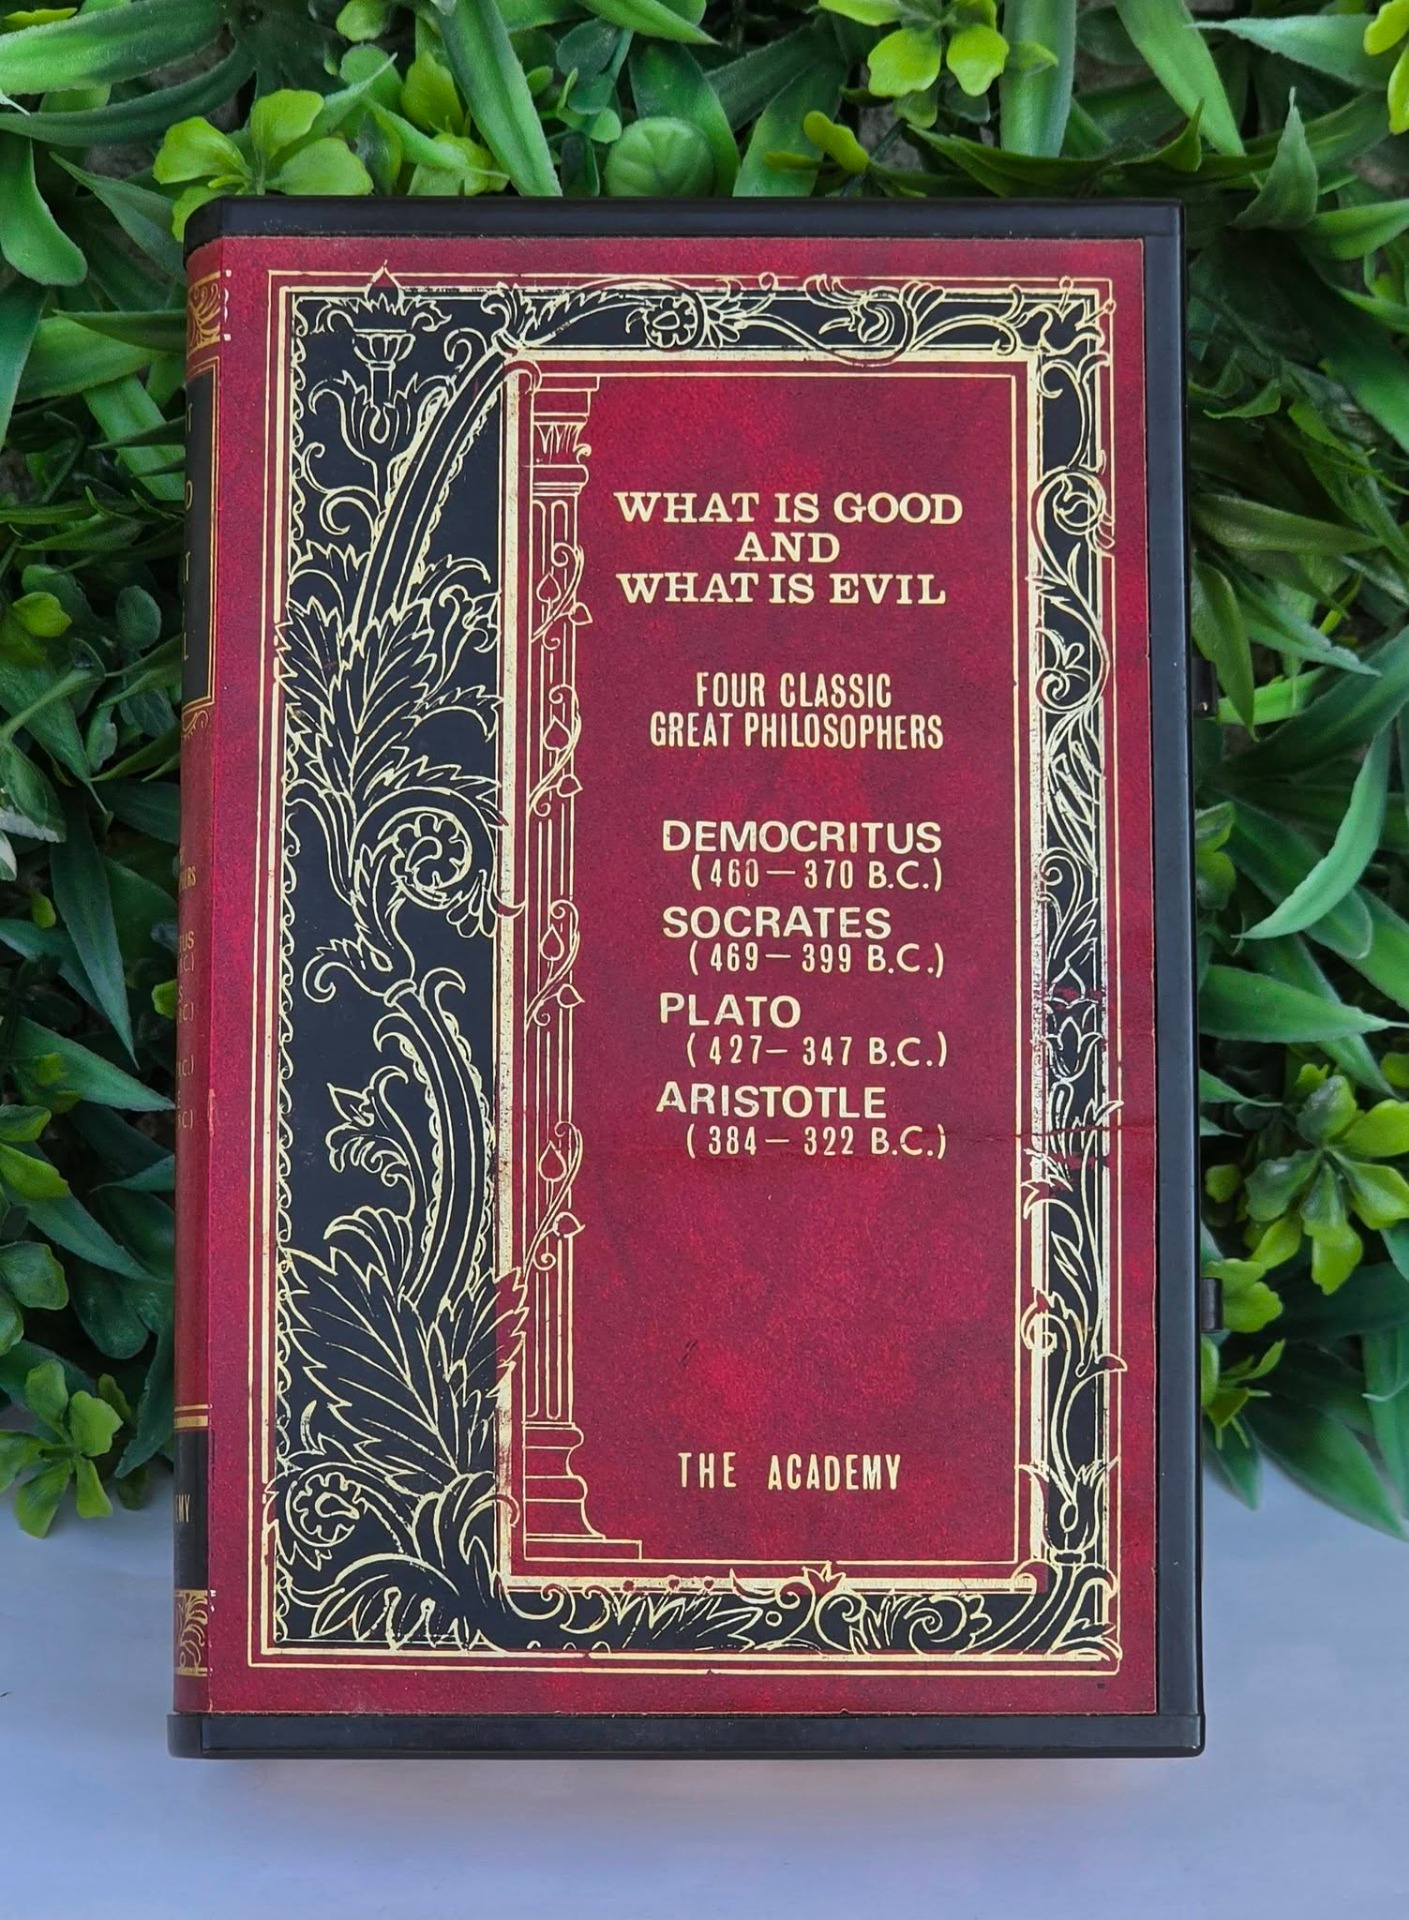 WHAT IS GOOD
AND
WHAT IS EVIL
FOUR CLASSIC
GREAT PHILOSOPHERS
DEMOCRITUS
(460 — 370 B.C.)
SOCRATES
(469 — 399 B.C.)
PLATO
(427 — 347 B.C.)
ARISTOTLE
(384 — 322 B.C.)
THE ACADEMY